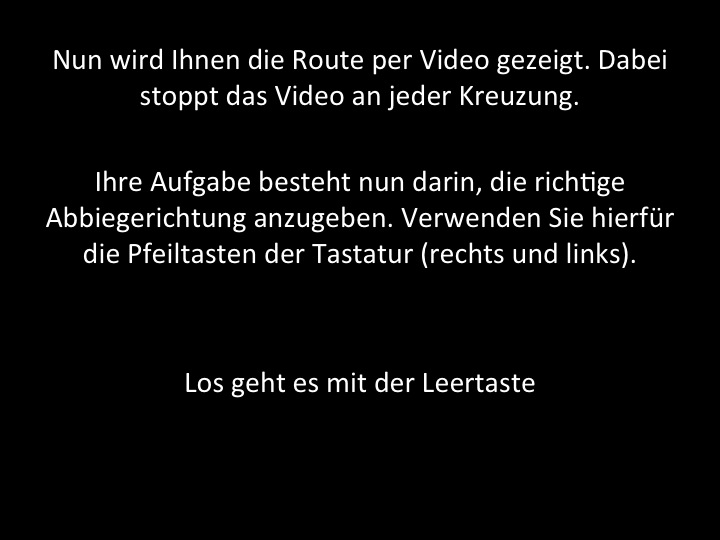 Nun wird Ihnen die Route per Video gezeigt. Dabei
stoppt das Video an jeder Kreuzung.
Ihre Aufgabe besteht nun darin, die richtige
Abbiegerichtung anzugeben. Verwenden Sie hierfür
die Pfeiltasten der Tastatur (rechts und links).
Los geht es mit der Leertaste